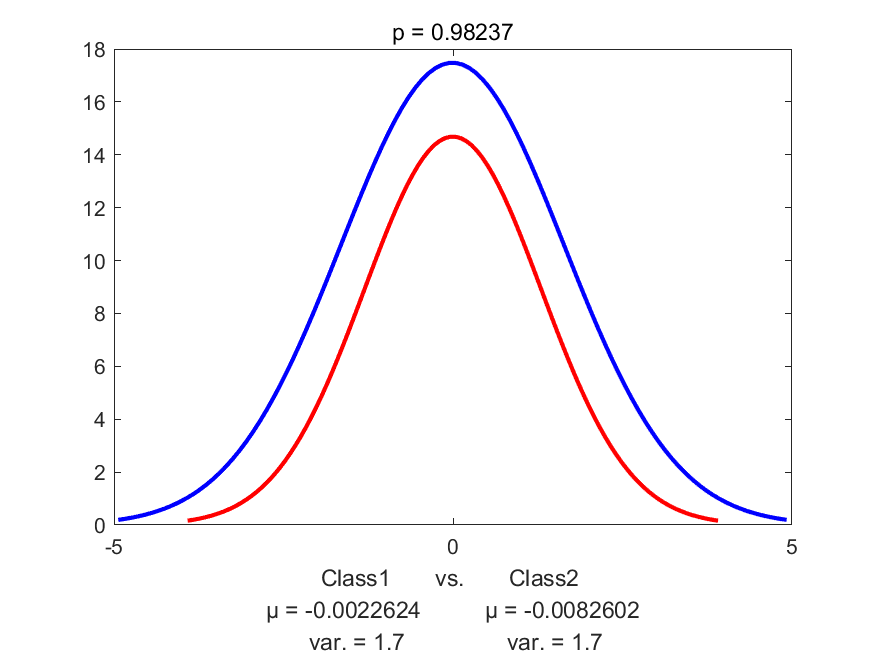 p = 0.98237
18
16
14
12
10
8
6
4
2
0
-5 0 5
Class1 vs. Class2
μ = -0.0022624 μ = -0.0082602
var. = 1.7 var. = 1.7